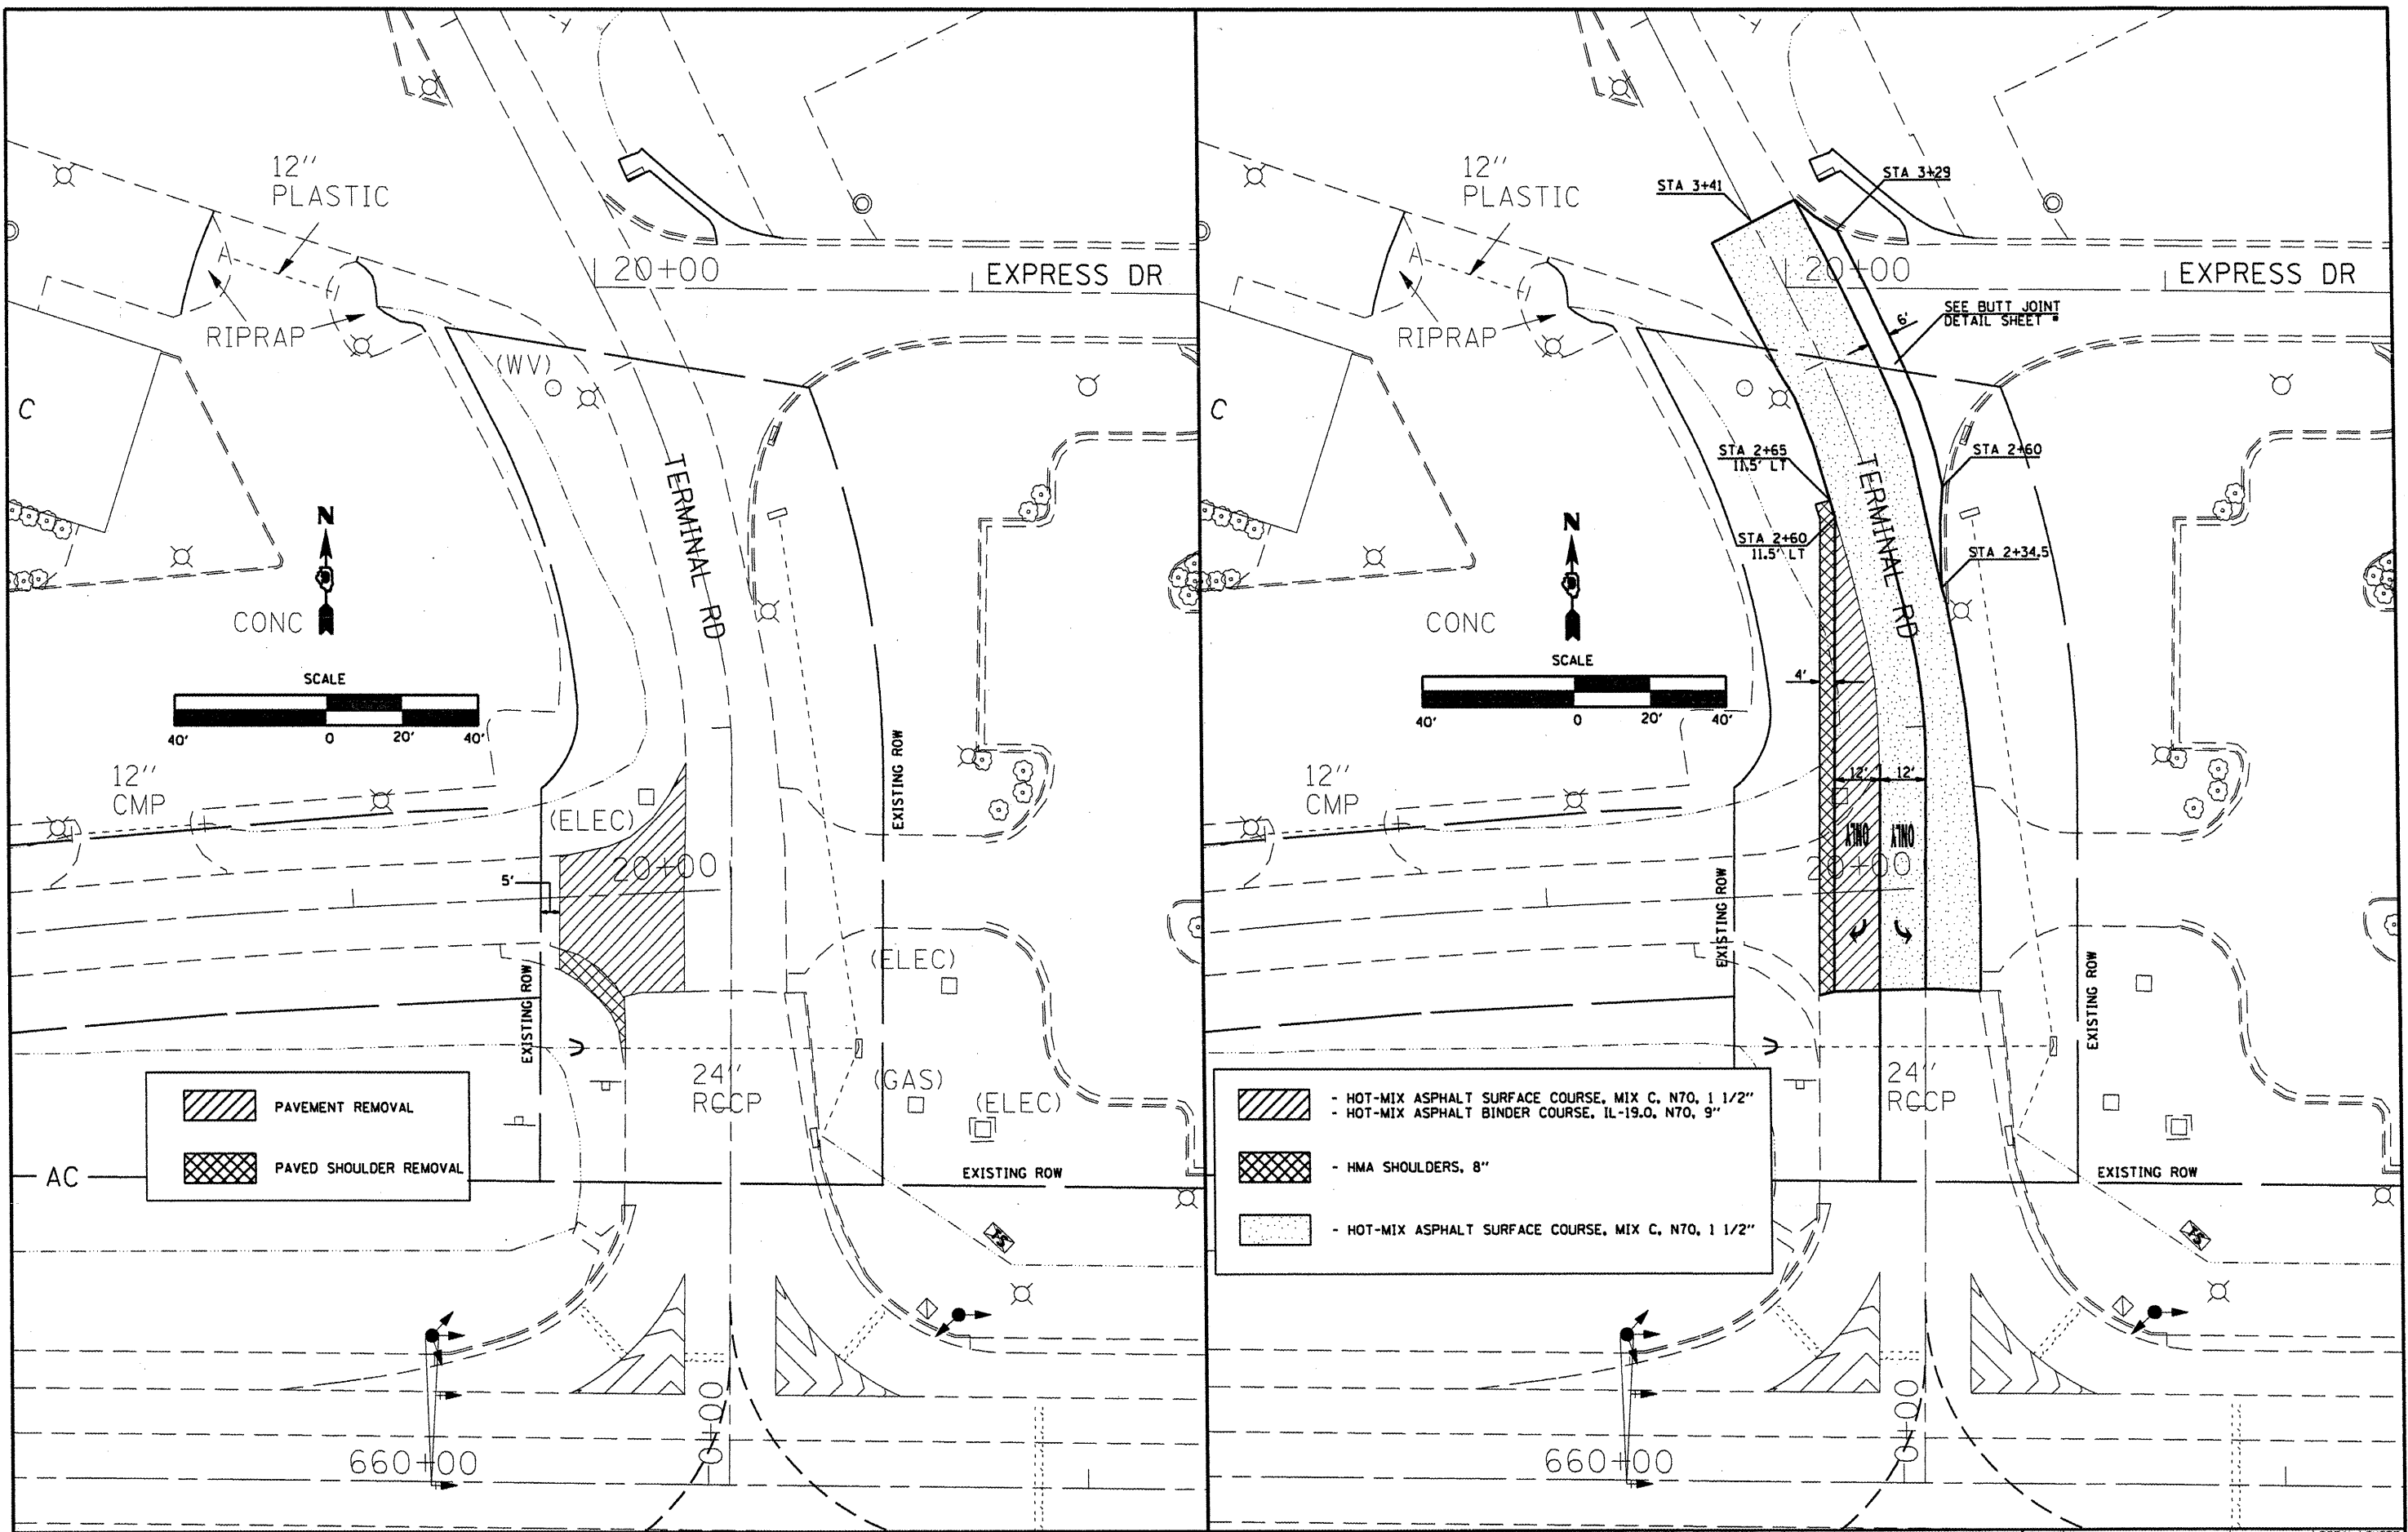 12''
PLASTIC
20+00
EXPRESS DR
A
RIPRAP
(WV)
C
TERMINAL RD
N
CONC
SCALE
40'
0
20'
40'
12''
CMP
(ELEC)
20+00
5'
EXISTING ROW
EXISTING ROW
(ELEC)
24''
RCCP
(GAS)
(ELEC)
PAVEMENT REMOVAL
PAVED SHOULDER REMOVAL
AC
EXISTING ROW
660+00
0+00
12''
PLASTIC
STA 3+41
STA 3+29
20+00
EXPRESS DR
A
RIPRAP
6'
SEE BUTT JOINT
DETAIL SHEET *
C
STA 2+65
11.5' LT
STA 2+60
TERMINAL RD
N
STA 2+60
11.5' LT
STA 2+34.5
CONC
SCALE
4'
40'
0
20'
40'
12''
CMP
12'
12'
ONLY
ONLY
20+00
EXISTING ROW
EXISTING ROW
24''
RCCP
- HOT-MIX ASPHALT SURFACE COURSE, MIX C, N70, 1 1/2"
- HOT-MIX ASPHALT BINDER COURSE, IL-19.0, N70, 9"
- HMA SHOULDERS, 8"
- HOT-MIX ASPHALT SURFACE COURSE, MIX C, N70, 1 1/2"
EXISTING ROW
660+00
0+00